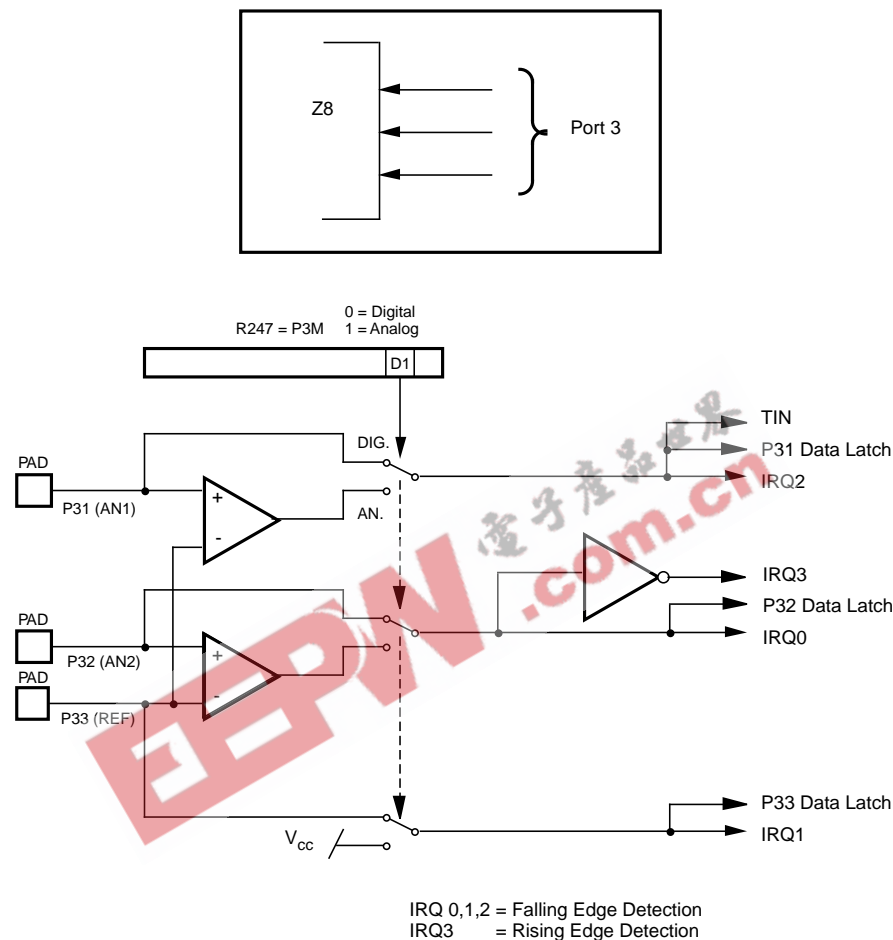 Z8
Port 3
0 = Digital
R247 = P3M 1 = Analog
D1
TIN
DIG.
P31 Data Latch
PAD
IRQ2
+
P31 (AN1)
AN.
-
電子產品世界
.com.cn
IRQ3
P32 Data Latch
PAD
IRQ0
+
P32 (AN2)
PAD
-
P33 (REF)
EEPW
P33 Data Latch
IRQ1
VCC
IRQ 0,1,2 = Falling Edge Detection
IRQ3 = Rising Edge Detection